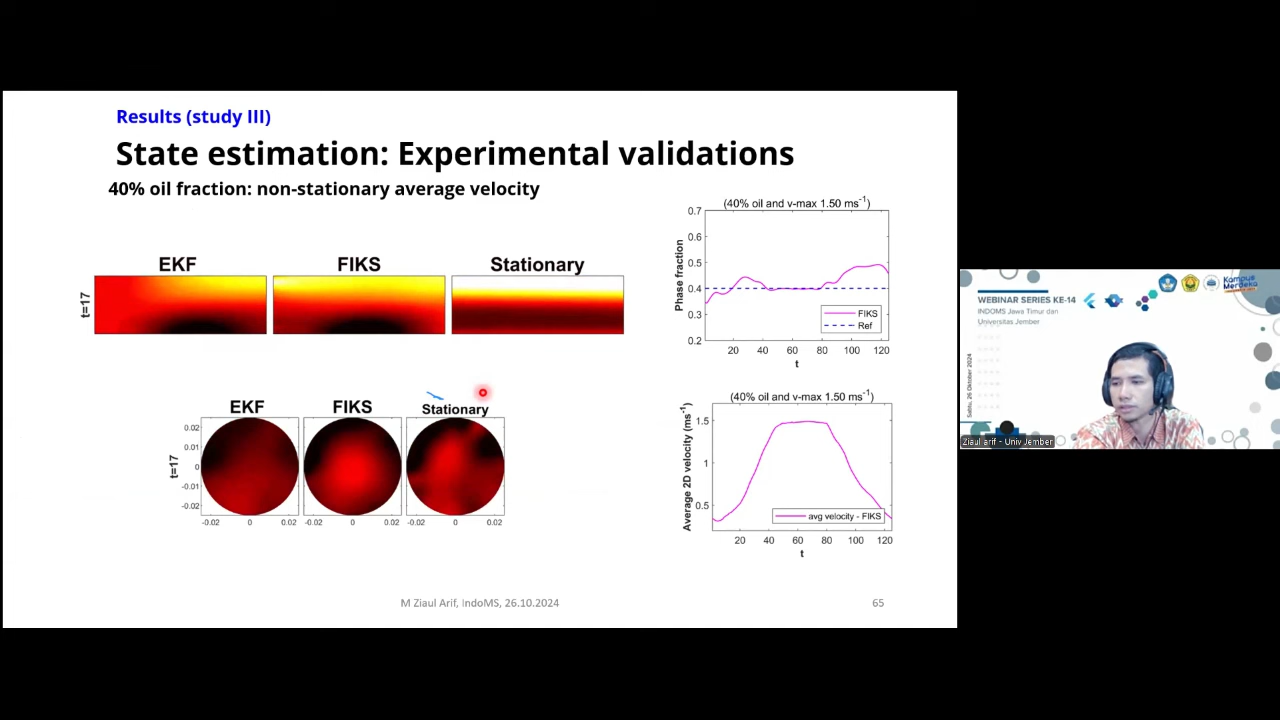 Results (study III)
State estimation: Experimental validations
40% oil fraction: non-stationary average velocity
EKF
FIKS
Stationary
t=17
EKF
FIKS
Stationary
t=17
0.02
0.01
0
-0.01
-0.02
-0.02 0 0.02
-0.02 0 0.02
-0.02 0 0.02
(40% oil and v-max 1.50 ms⁻¹)
Phase fraction
0.7
0.6
0.5
0.4
0.3
0.2
FIKS
Ref
20 40 60 80 100 120
t
(40% oil and v-max 1.50 ms⁻¹)
Average 2D velocity (ms⁻¹)
1.5
1
0.5
avg velocity - FIKS
20 40 60 80 100 120
t
M Ziaul Arif, IndoMS, 26.10.2024
65
WEBINAR SERIES KE-14
INDOMS Jawa Timur dan
Universitas Jember
Kampus
Merdeka
Sabtu, 26 Oktober 2024
Ziaul arif - Univ Jember